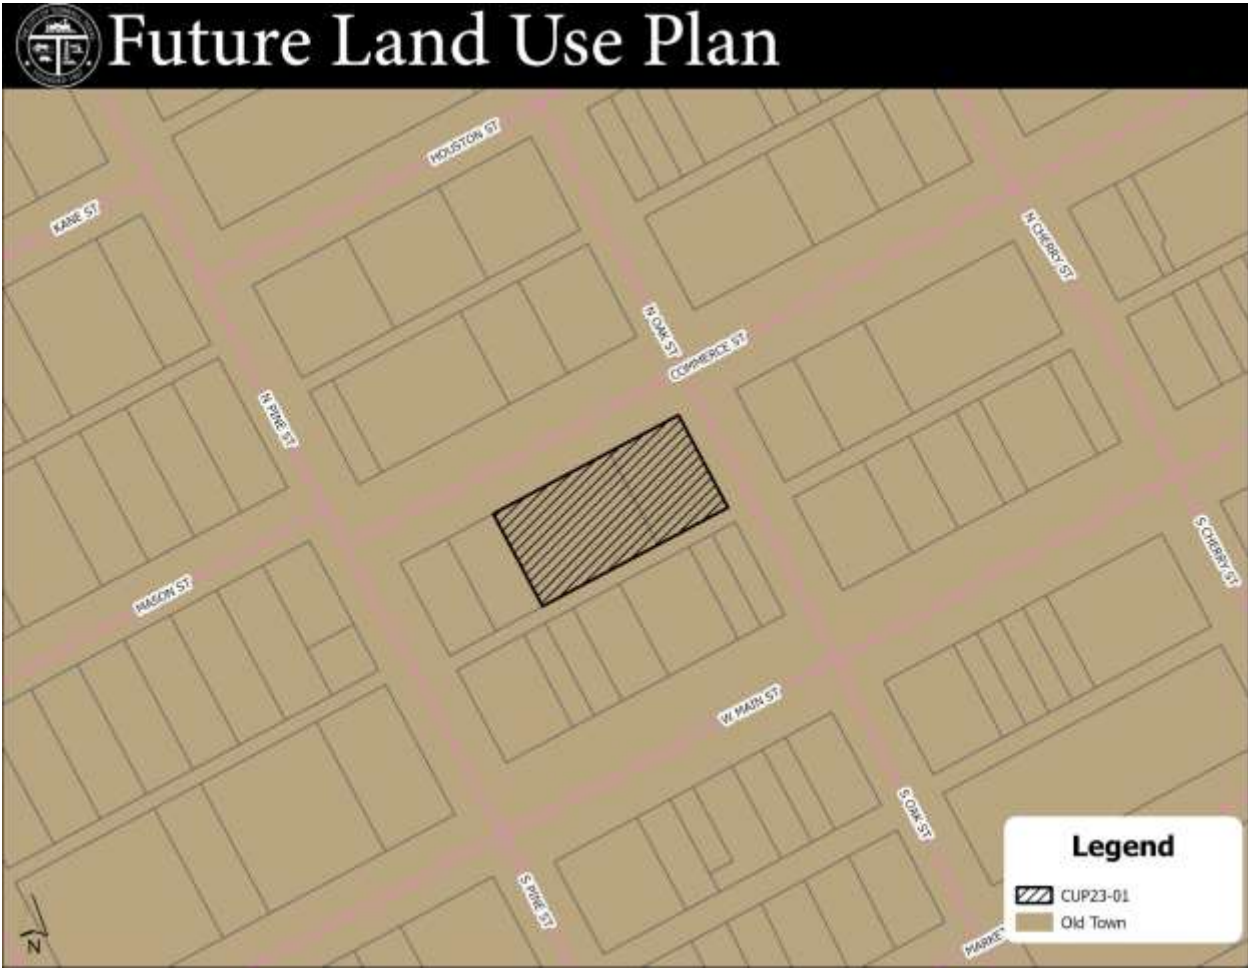 Future Land Use Plan
HOUSTON ST
KANE ST
N CHERRY ST
N OAK ST
COMMERCE ST
N PINE ST
S CHERRY ST
MASON ST
W MAIN ST
S OAK ST
S PINE ST
MARKE
Legend
CUP23-01
Old Town
N